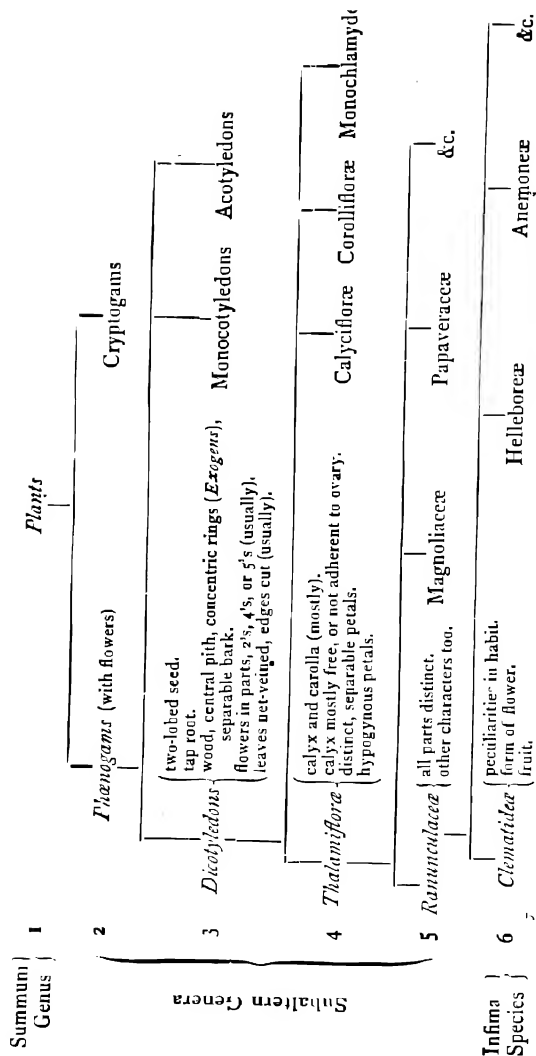 Summum } 1
Genus }
Plants
2
Phænogams (with flowers)
Cryptogams
Subaltern Genera
3
Dicotyledons
two-lobed seed.
tap root.
wood, central pith, concentric rings (Exogens),
separable bark.
flowers in parts, 2's, 4's, or 5's (usually).
leaves net-veined, edges cut (usually).
Monocotyledons
Acotyledons
4
Thalamifloræ
calyx and carolla (mostly).
calyx mostly free, or not adherent to ovary.
distinct, separable petals.
hypogynous petals.
Calycifloræ
Corollifloræ
Monochlamyd
5
Ranunculaceæ
all parts distinct.
other characters too.
Magnoliaceæ
Papaveraceæ
&c.
Infima } 6
Species }
Clematideæ
peculiarities in habit.
form of flower.
fruit.
Helleboreæ
Anemoneæ
&c.